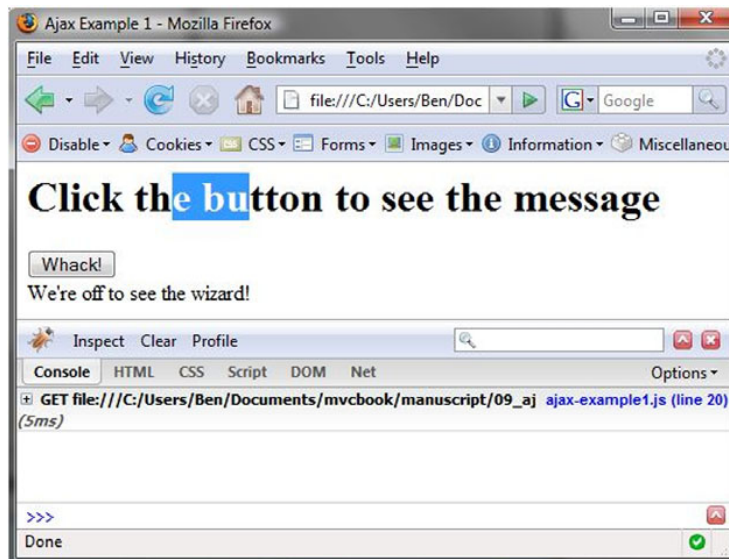 Ajax Example 1 - Mozilla Firefox
File Edit View History Bookmarks Tools Help
file:///C:/Users/Ben/Doc G Google
Disable Cookies CSS Forms Images Information Miscellaneou
Click the button to see the message
Whack!
We're off to see the wizard!
Inspect Clear Profile
Console HTML CSS Script DOM Net Options
GET file:///C:/Users/Ben/Documents/mvcbook/manuscript/09_aj ajax-example1.js (line 20)
(5ms)
>>>
Done